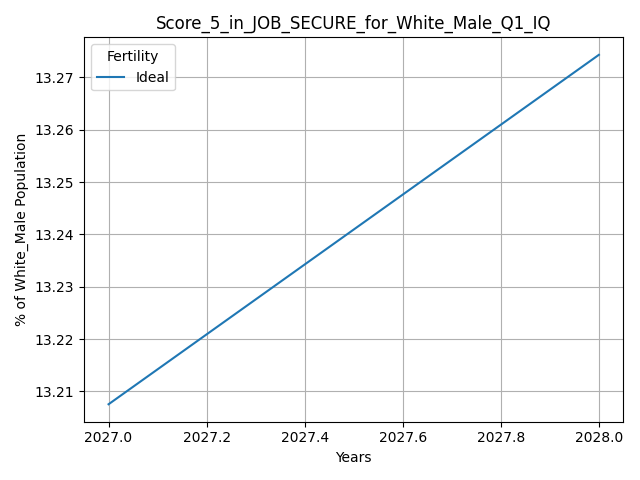 Score_5_in_JOB_SECURE_for_White_Male_Q1_IQ
Fertility
Ideal
% of White_Male Population
13.27
13.26
13.25
13.24
13.23
13.22
13.21
2027.0 2027.2 2027.4 2027.6 2027.8 2028.0
Years